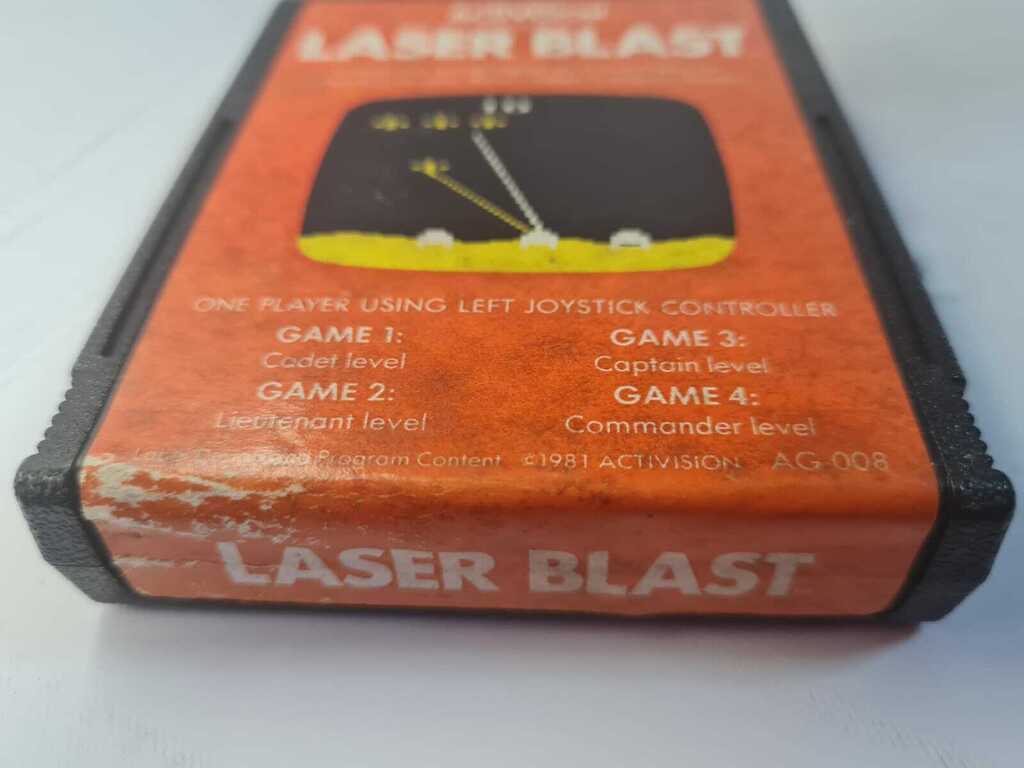 LASER BLAST
ONE PLAYER USING LEFT JOYSTICK CONTROLLER
GAME 1:
Cadet level
GAME 2:
Lieutenant level
GAME 3:
Captain level
GAME 4:
Commander level
Program Content ©1981 ACTIVISION AG-008
LASER BLAST